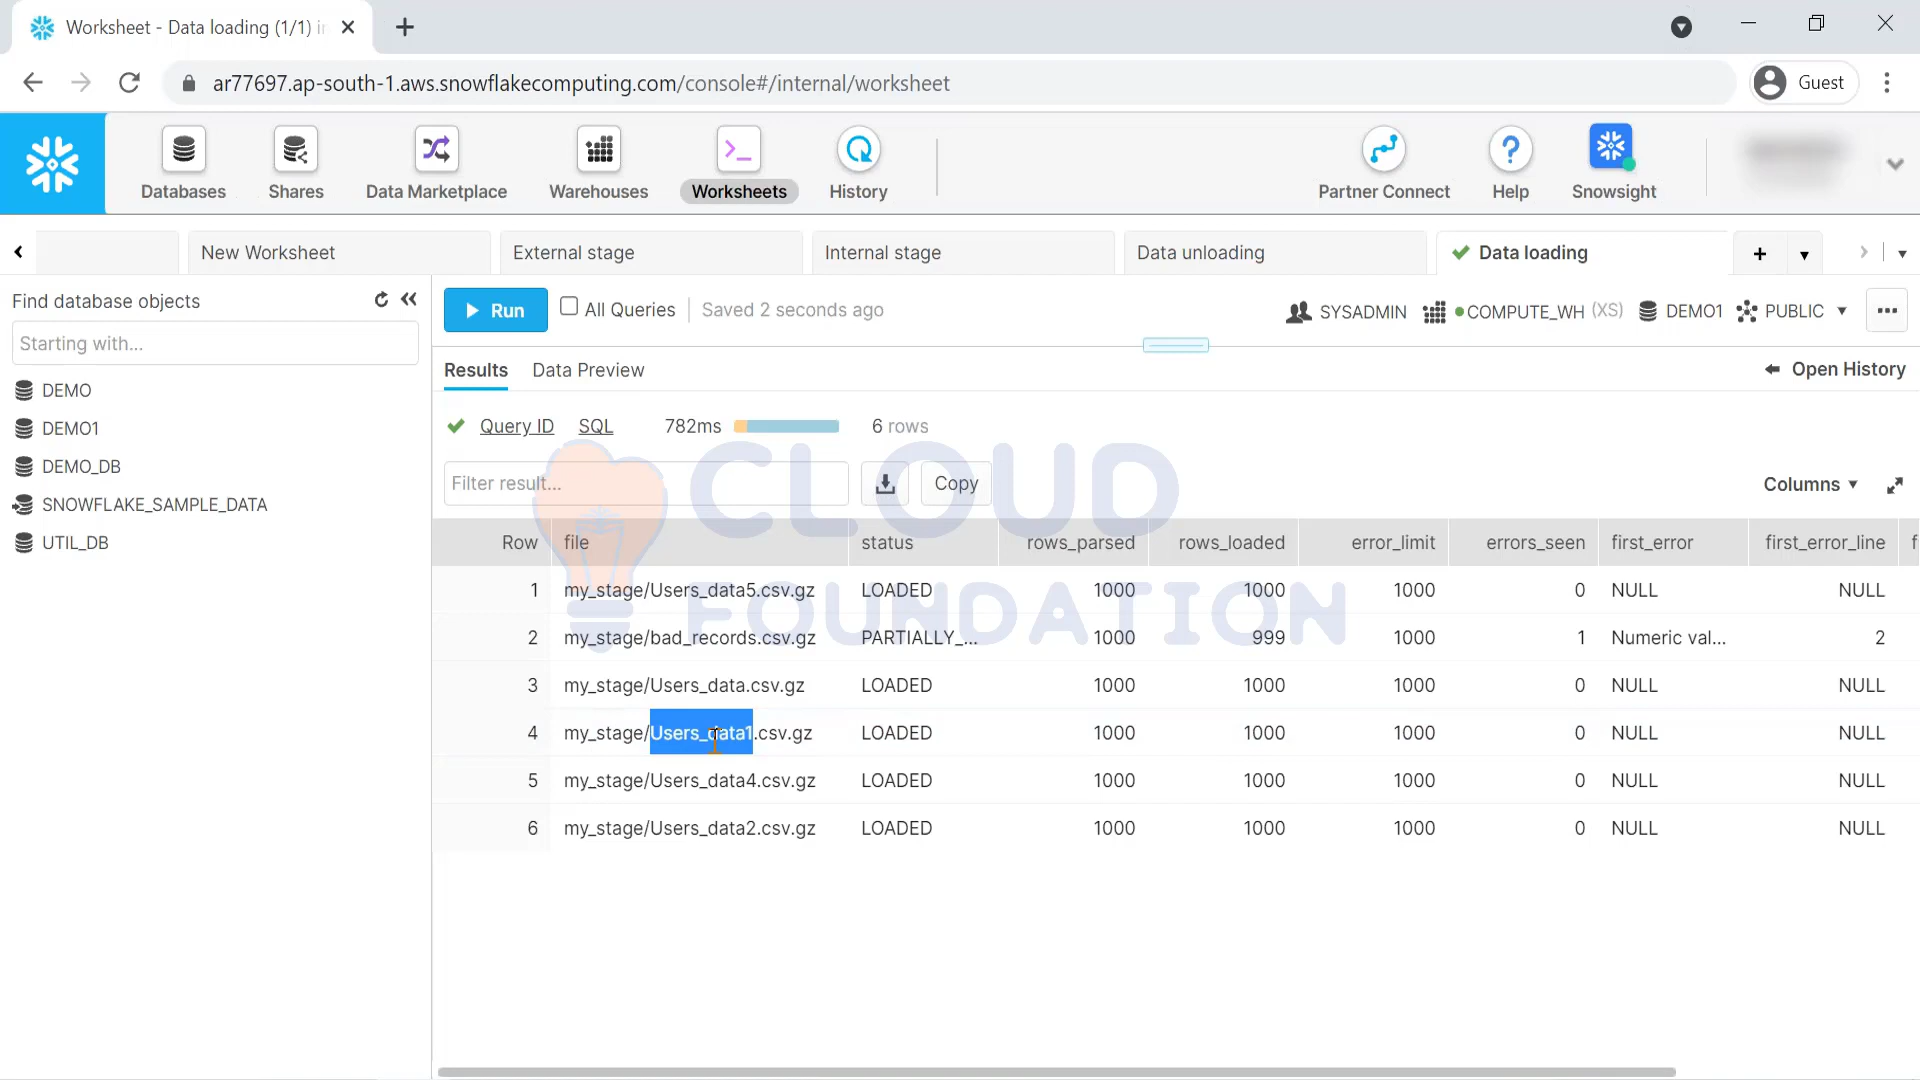 Worksheet - Data loading (1/1) i
ar77697.ap-south-1.aws.snowflakecomputing.com/console#/internal/worksheet
Guest
Databases
Shares
Data Marketplace
Warehouses
Worksheets
History
Partner Connect
Help
Snowsight
New Worksheet
External stage
Internal stage
Data unloading
Data loading
Find database objects
Starting with...
DEMO
DEMO1
DEMO_DB
SNOWFLAKE_SAMPLE_DATA
UTIL_DB
Run
All Queries
Saved 2 seconds ago
SYSADMIN
COMPUTE_WH (XS)
DEMO1
PUBLIC
Results
Data Preview
Open History
Query ID
SQL
782ms
6 rows
Filter result...
Copy
Columns
CLOUD
FOUNDATION
Row file status rows_parsed rows_loaded error_limit errors_seen first_error first_error_line f
1 my_stage/Users_data5.csv.gz LOADED 1000 1000 1000 0 NULL NULL
2 my_stage/bad_records.csv.gz PARTIALLY_... 1000 999 1000 1 Numeric val... 2
3 my_stage/Users_data.csv.gz LOADED 1000 1000 1000 0 NULL NULL
4 my_stage/Users_data1.csv.gz LOADED 1000 1000 1000 0 NULL NULL
5 my_stage/Users_data4.csv.gz LOADED 1000 1000 1000 0 NULL NULL
6 my_stage/Users_data2.csv.gz LOADED 1000 1000 1000 0 NULL NULL